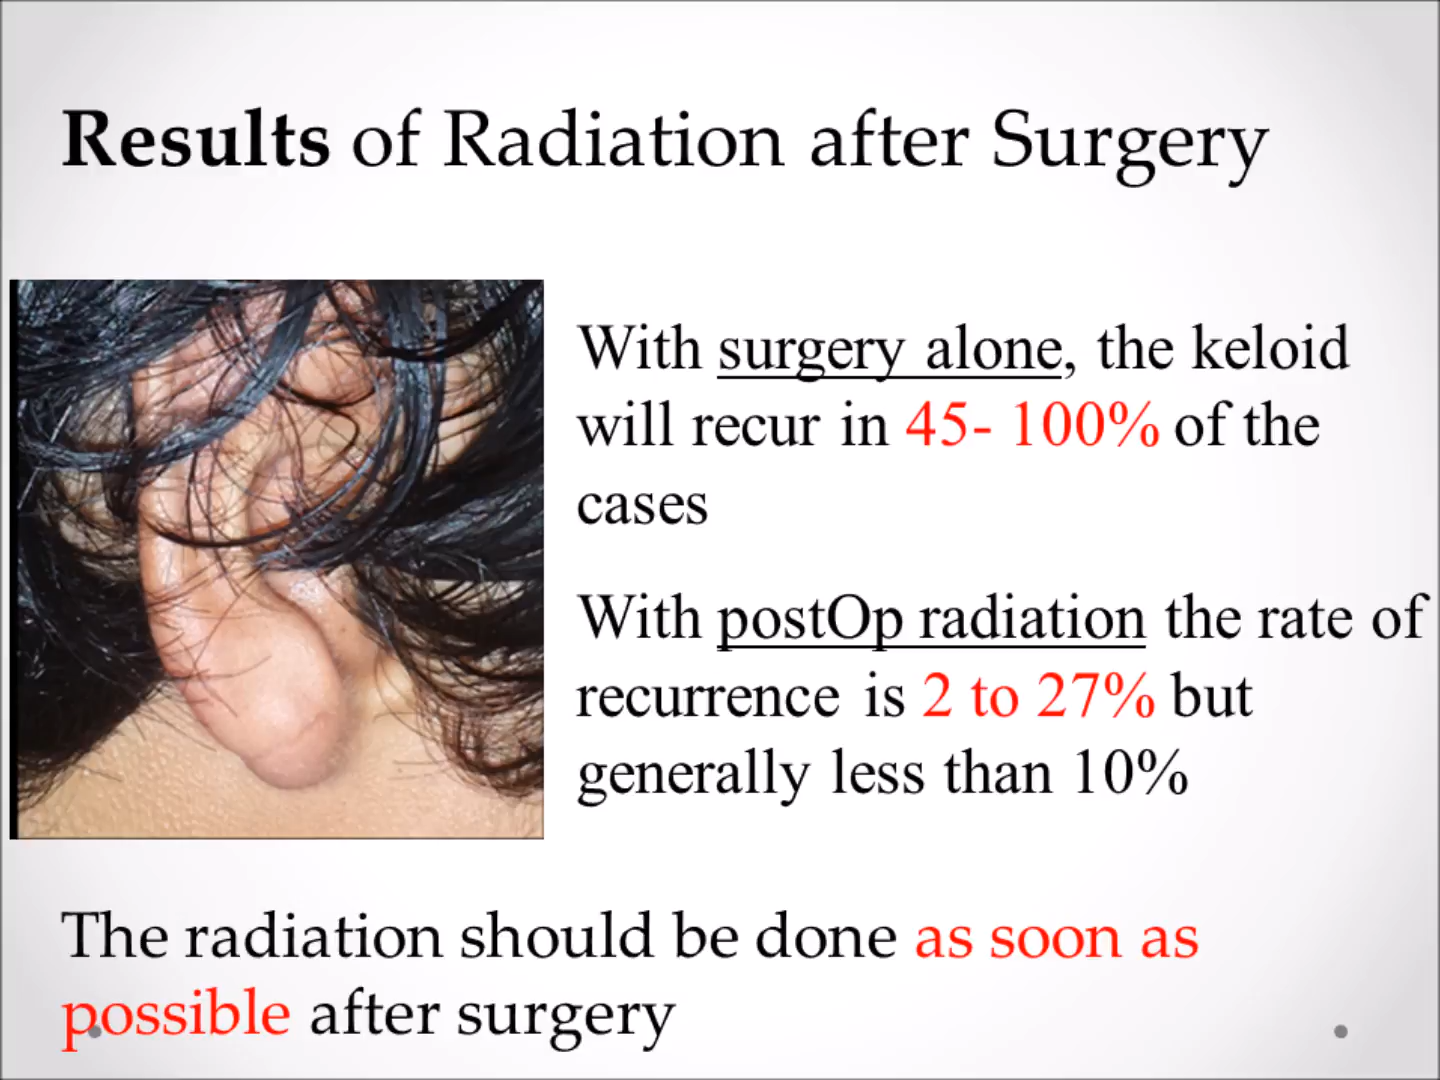 Results of Radiation after Surgery
With surgery alone, the keloid
will recur in 45- 100% of the
cases
With postOp radiation the rate of
recurrence is 2 to 27% but
generally less than 10%
The radiation should be done as soon as
possible after surgery